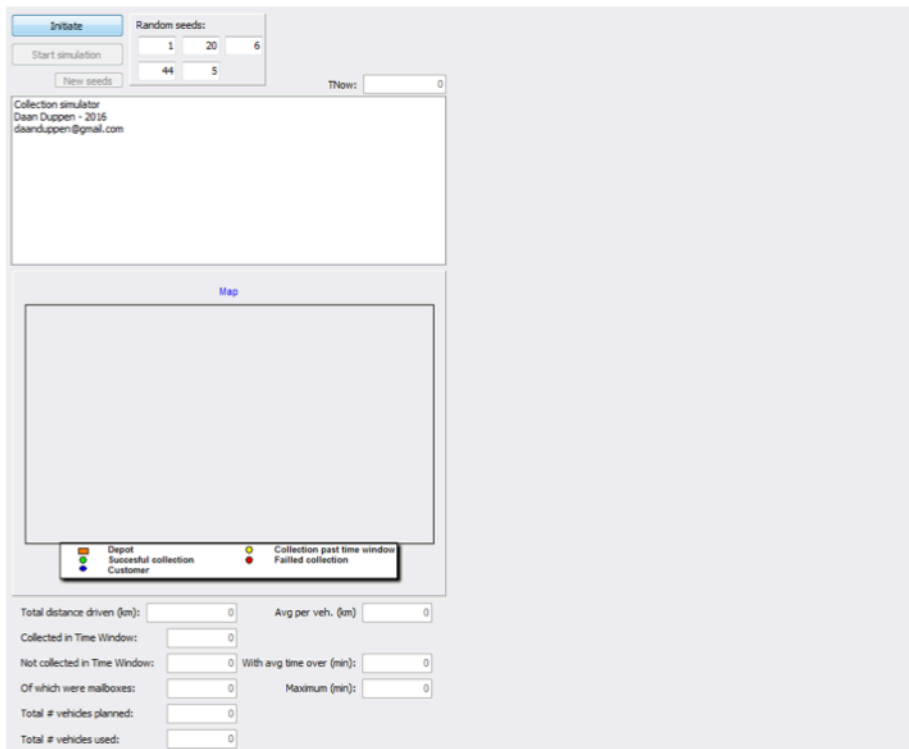 Initiate
Random seeds:
1 20 6
Start simulation
44 5
New seeds
TNow: 0
Collection simulator
Daan Duppen - 2016
daanduppen@gmail.com
Map
Depot
Succesful collection
Customer
Collection past time window
Failled collection
Total distance driven (km): 0 Avg per veh. (km) 0
Collected in Time Window: 0
Not collected in Time Window: 0 With avg time over (min): 0
Of which were mailboxes: 0 Maximum (min): 0
Total # vehicles planned: 0
Total # vehicles used: 0